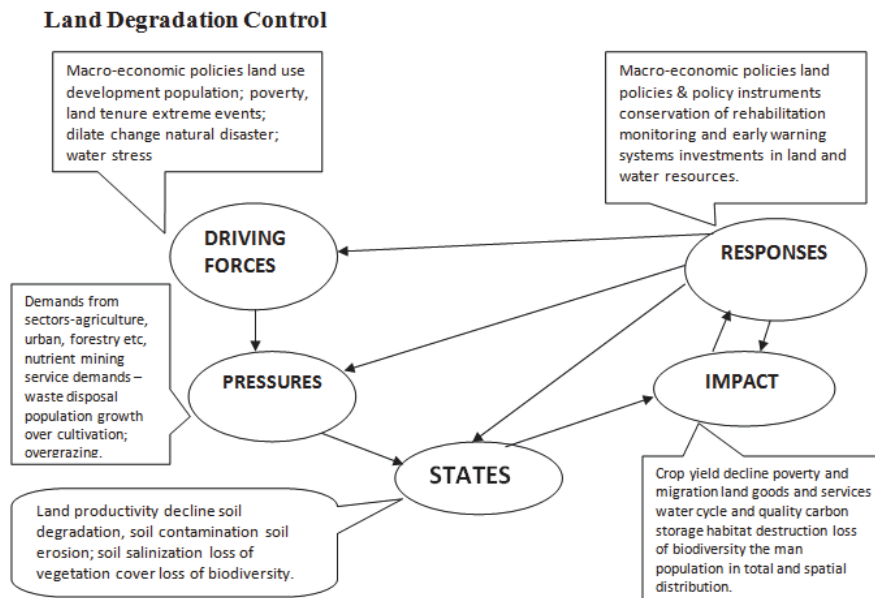 Land Degradation Control
Macro-economic policies land use
development population; poverty,
land tenure extreme events;
dilate change natural disaster;
water stress
Macro-economic policies land
policies & policy instruments
conservation of rehabilitation
monitoring and early warning
systems investments in land and
water resources.
DRIVING
FORCES
RESPONSES
Demands from
sectors-agriculture,
urban, forestry etc,
nutrient mining
service demands –
waste disposal
population growth
over cultivation;
overgrazing.
PRESSURES
IMPACT
STATES
Land productivity decline soil
degradation, soil contamination soil
erosion; soil salinization loss of
vegetation cover loss of biodiversity.
Crop yield decline poverty and
migration land goods and services
water cycle and quality carbon
storage habitat destruction loss
of biodiversity the man
population in total and spatial
distribution.